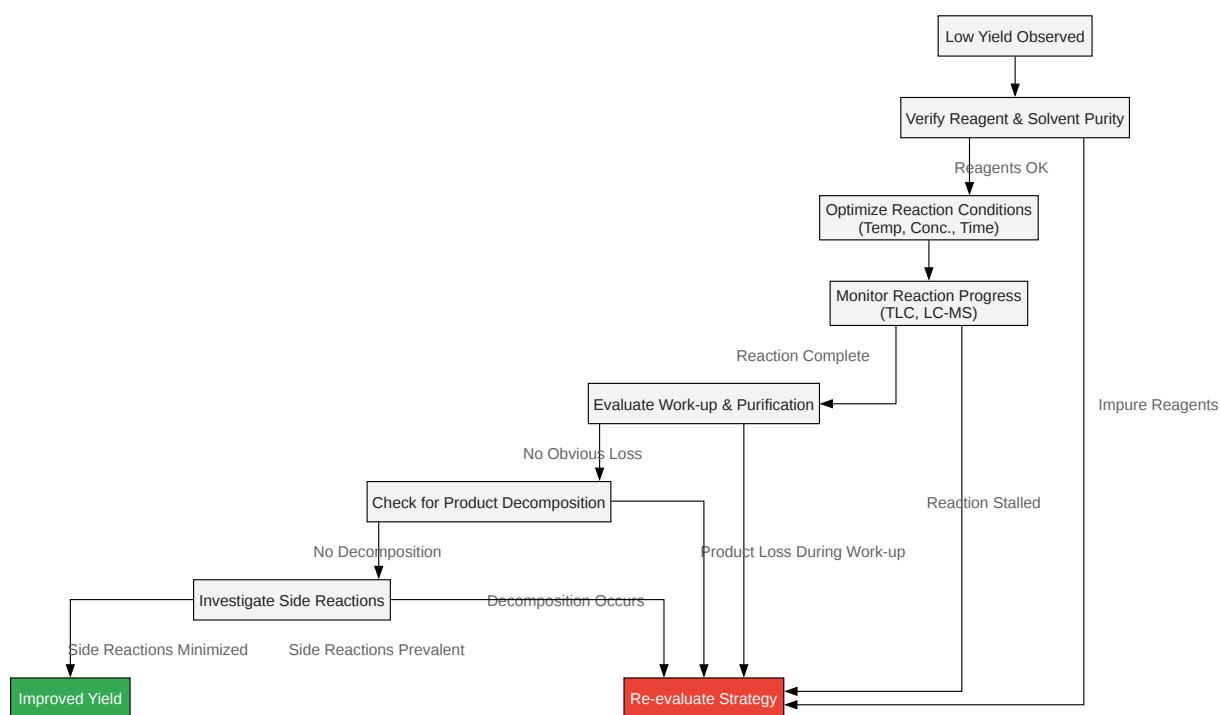 Low Yield Observed
Verify Reagent & Solvent Purity
Reagents OK
Optimize Reaction Conditions
(Temp, Conc., Time)
Monitor Reaction Progress
(TLC, LC-MS)
Reaction Complete
Evaluate Work-up & Purification
Impure Reagents
No Obvious Loss
Check for Product Decomposition
Reaction Stalled
No Decomposition
Product Loss During Work-up
Investigate Side Reactions
Decomposition Occurs
Side Reactions Minimized
Side Reactions Prevalent
Improved Yield
Re-evaluate Strategy